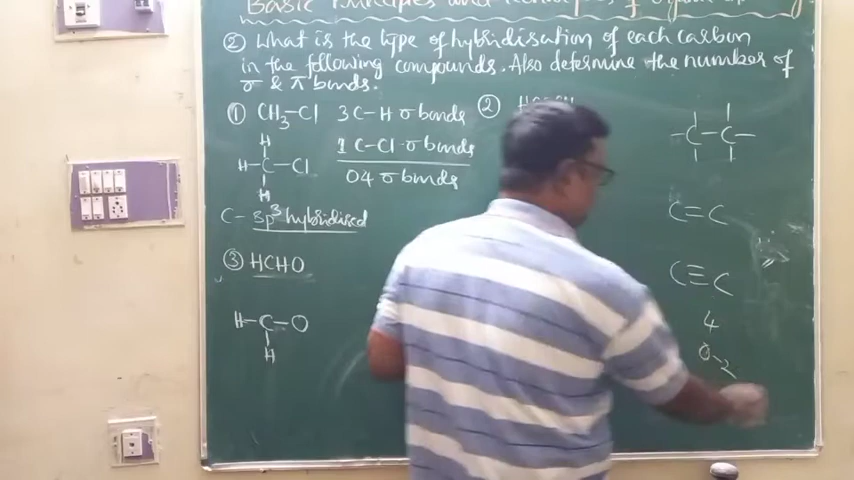 Basic Principles and Techniques of Organic
② What is the type of hybridisation of each carbon
in the following compounds. Also determine the number of
σ & π bonds.
① CH₃-Cl 3 C-H σ bonds
1 C-Cl σ bonds
04 σ bonds
H
H-C-Cl
H
C- sp³ hybridised
②
③ HCHO
H-C-O
H
-C-C-
C=C
C≡C
4
O-2